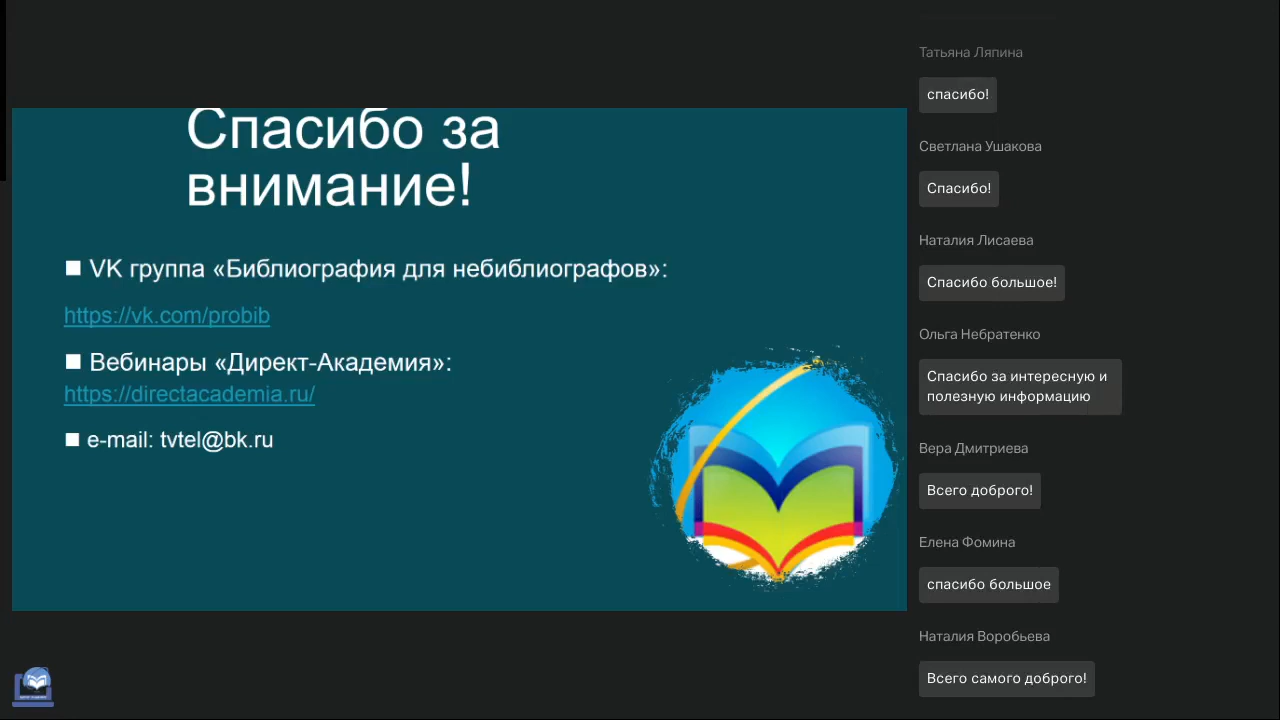 Спасибо за
внимание!
VK группа «Библиография для небиблиографов»:
https://vk.com/probib
Вебинары «Директ-Академия»:
https://directacademia.ru/
e-mail: tvtel@bk.ru
Татьяна Ляпина
спасибо!
Светлана Ушакова
Спасибо!
Наталия Лисаева
Спасибо большое!
Ольга Небратенко
Спасибо за интересную и
полезную информацию
Вера Дмитриева
Всего доброго!
Елена Фомина
спасибо большое
Наталия Воробьева
Всего самого доброго!